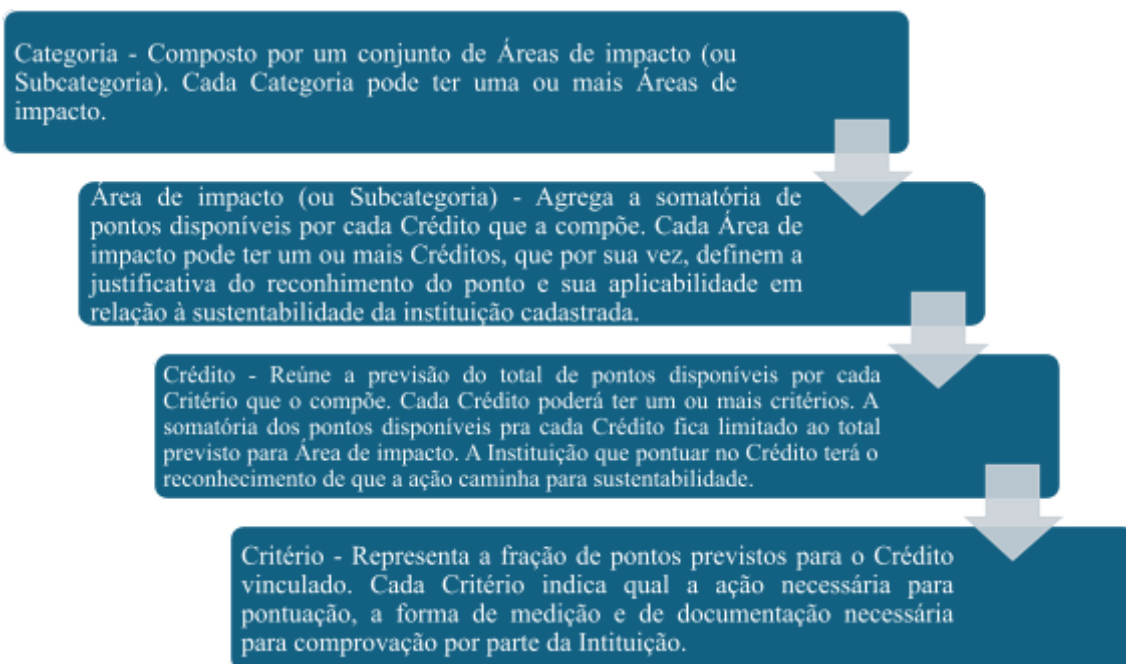 Categoria - Composto por um conjunto de Áreas de impacto (ou
Subcategoria). Cada Categoria pode ter uma ou mais Áreas de
impacto.
Área de impacto (ou Subcategoria) - Agrega a somatória de
pontos disponíveis por cada Crédito que a compõe. Cada Área de
impacto pode ter um ou mais Créditos, que por sua vez, definem a
justificativa do reconhimento do ponto e sua aplicabilidade em
relação à sustentabilidade da instituição cadastrada.
Crédito - Reúne a previsão do total de pontos disponíveis por cada
Critério que o compõe. Cada Crédito poderá ter um ou mais critérios. A
somatória dos pontos disponíveis pra cada Crédito fica limitado ao total
previsto para Área de impacto. A Instituição que pontuar no Crédito terá o
reconhecimento de que a ação caminha para sustentabilidade.
Critério - Representa a fração de pontos previstos para o Crédito
vinculado. Cada Critério indica qual a ação necessária para
pontuação, a forma de medição e de documentação necessária
para comprovação por parte da Intituição.